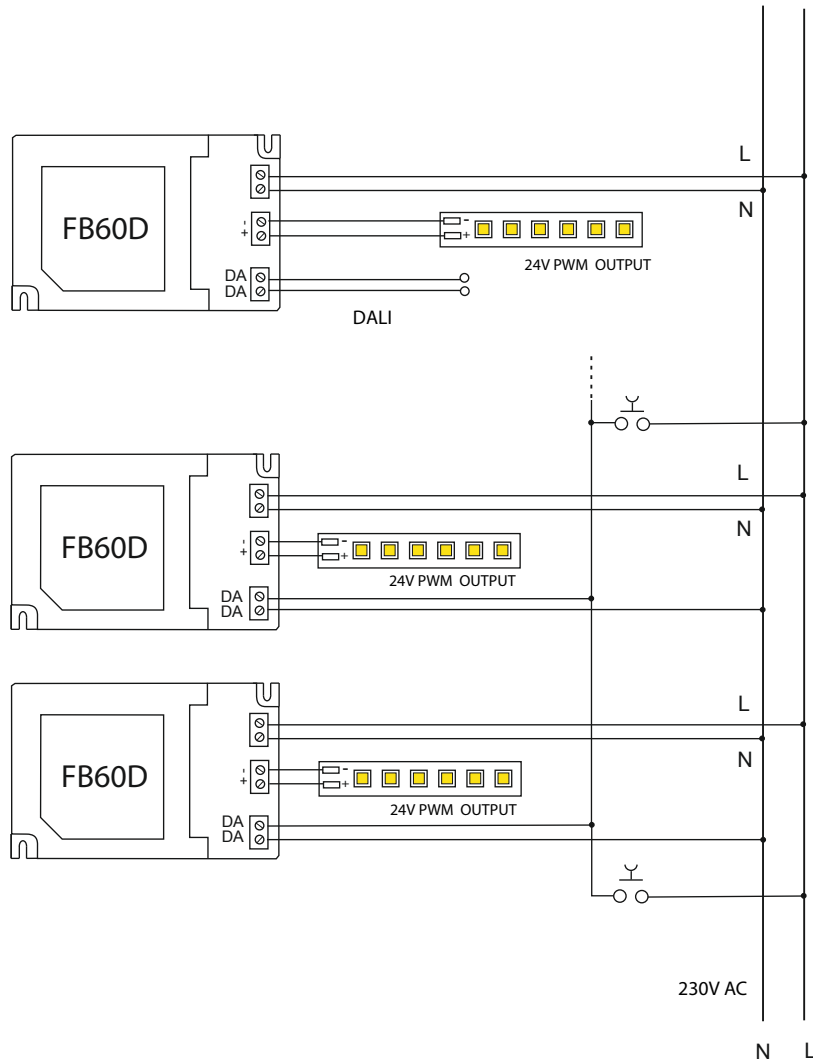 L
FB60D
N
-
+
-
+
24V PWM OUTPUT
DA
DA
DALI
L
FB60D
N
-
+
-
+
24V PWM OUTPUT
DA
DA
L
FB60D
N
-
+
-
+
24V PWM OUTPUT
DA
DA
230V AC
N L